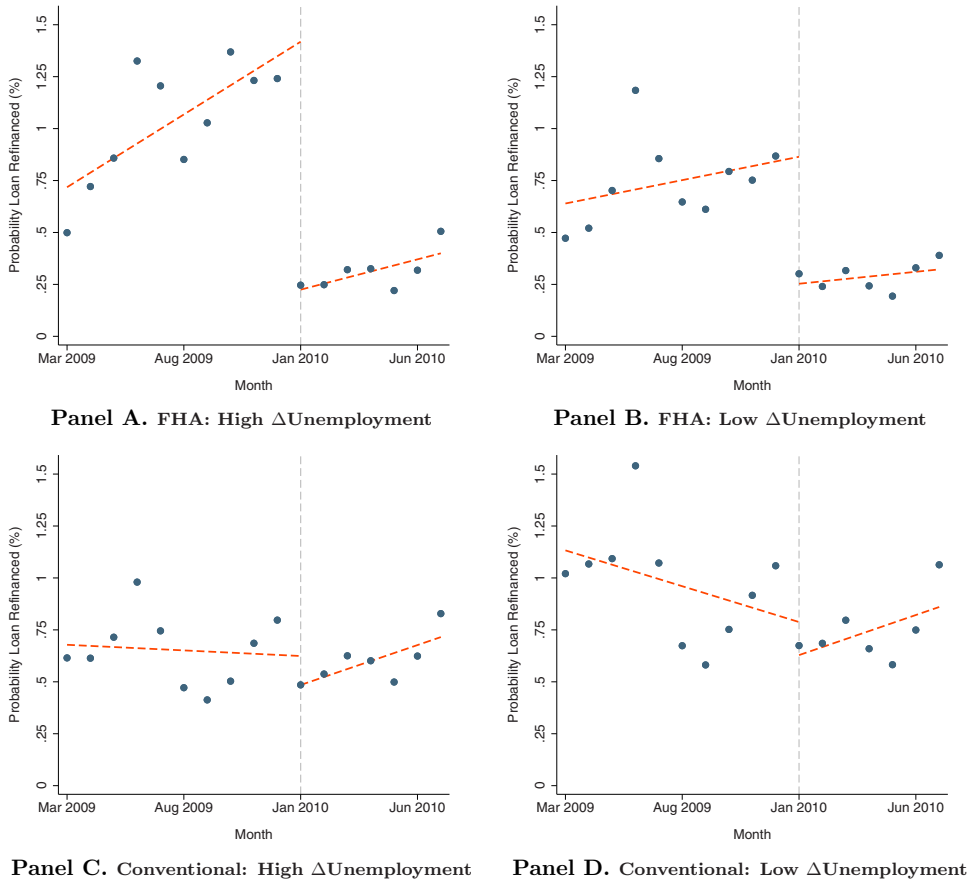 Probability Loan Refinanced (%)
1.5
1.25
1
.75
.5
.25
0
Mar 2009
Aug 2009
Jan 2010
Jun 2010
Month
Panel A. FHA: High ΔUnemployment
Probability Loan Refinanced (%)
1.5
1.25
1
.75
.5
.25
0
Mar 2009
Aug 2009
Jan 2010
Jun 2010
Month
Panel B. FHA: Low ΔUnemployment
Probability Loan Refinanced (%)
1.5
1.25
1
.75
.5
.25
0
Mar 2009
Aug 2009
Jan 2010
Jun 2010
Month
Panel C. Conventional: High ΔUnemployment
Probability Loan Refinanced (%)
1.5
1.25
1
.75
.5
.25
0
Mar 2009
Aug 2009
Jan 2010
Jun 2010
Month
Panel D. Conventional: Low ΔUnemployment